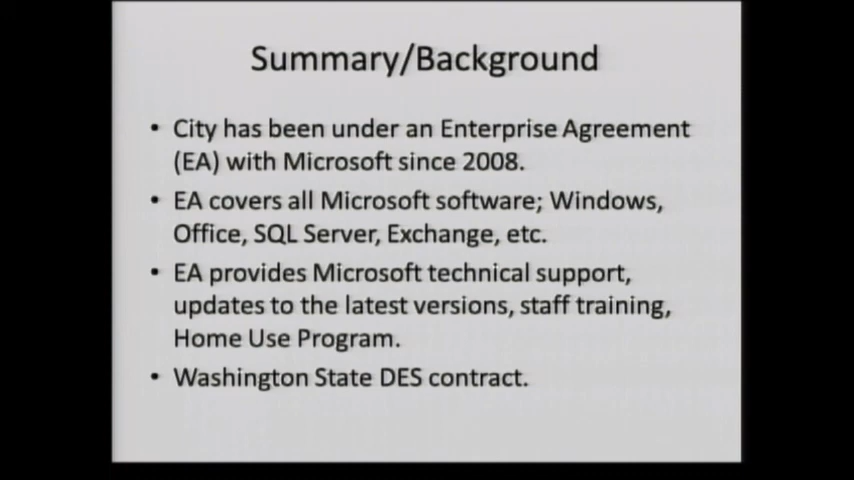 Summary/Background
• City has been under an Enterprise Agreement
(EA) with Microsoft since 2008.
• EA covers all Microsoft software; Windows,
Office, SQL Server, Exchange, etc.
• EA provides Microsoft technical support,
updates to the latest versions, staff training,
Home Use Program.
• Washington State DES contract.